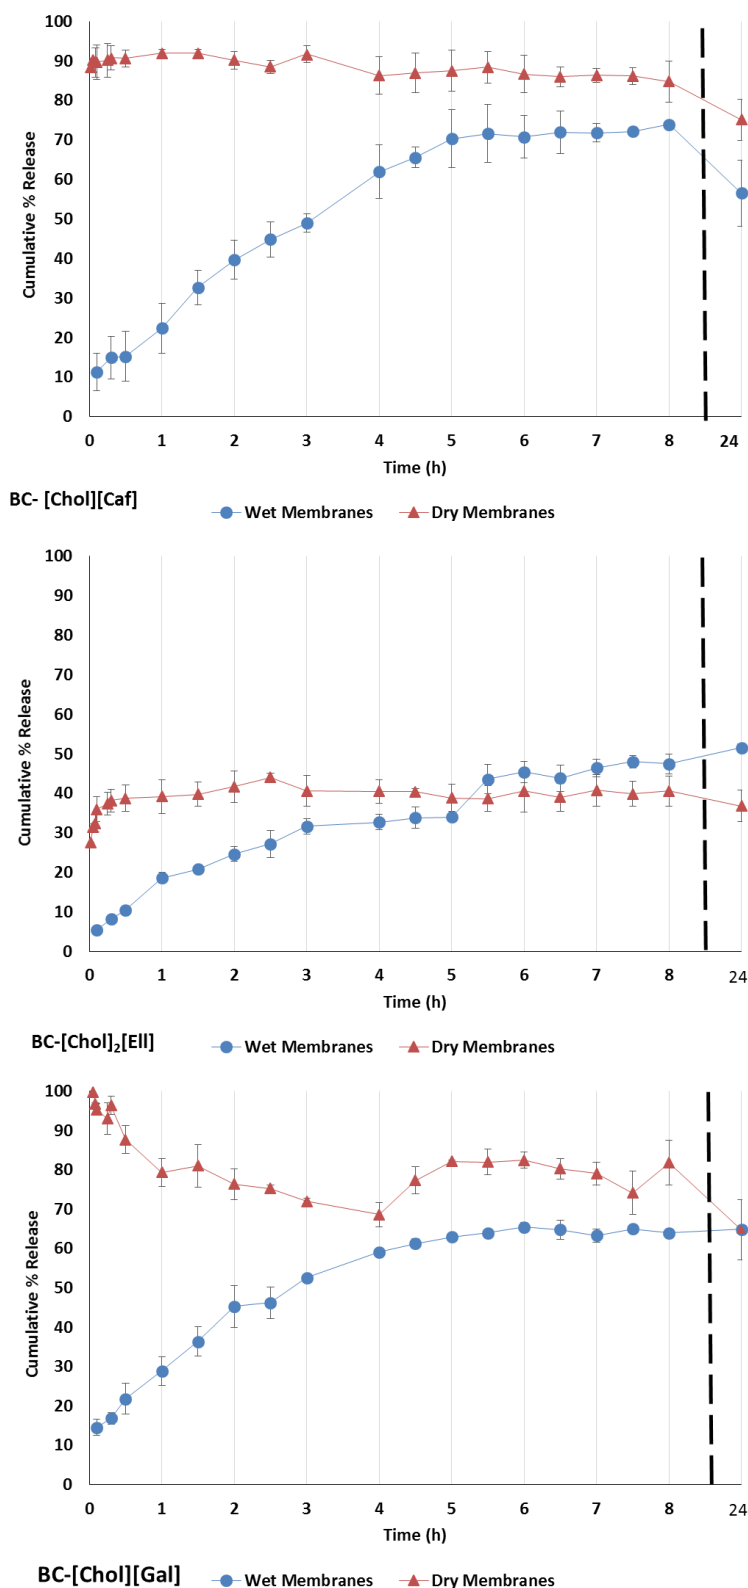 100
90
80
70
60
50
40
30
20
10
0
Cumulative % Release
0 1 2 3 4 5 6 7 8 24
Time (h)
BC- [Chol][Caf]
Wet Membranes Dry Membranes
100
90
80
70
60
50
40
30
20
10
0
Cumulative % Release
0 1 2 3 4 5 6 7 8 24
Time (h)
BC-[Chol]₂[Ell]
Wet Membranes Dry Membranes
100
90
80
70
60
50
40
30
20
10
0
Cumulative % Release
0 1 2 3 4 5 6 7 8 24
Time (h)
BC-[Chol][Gal]
Wet Membranes Dry Membranes